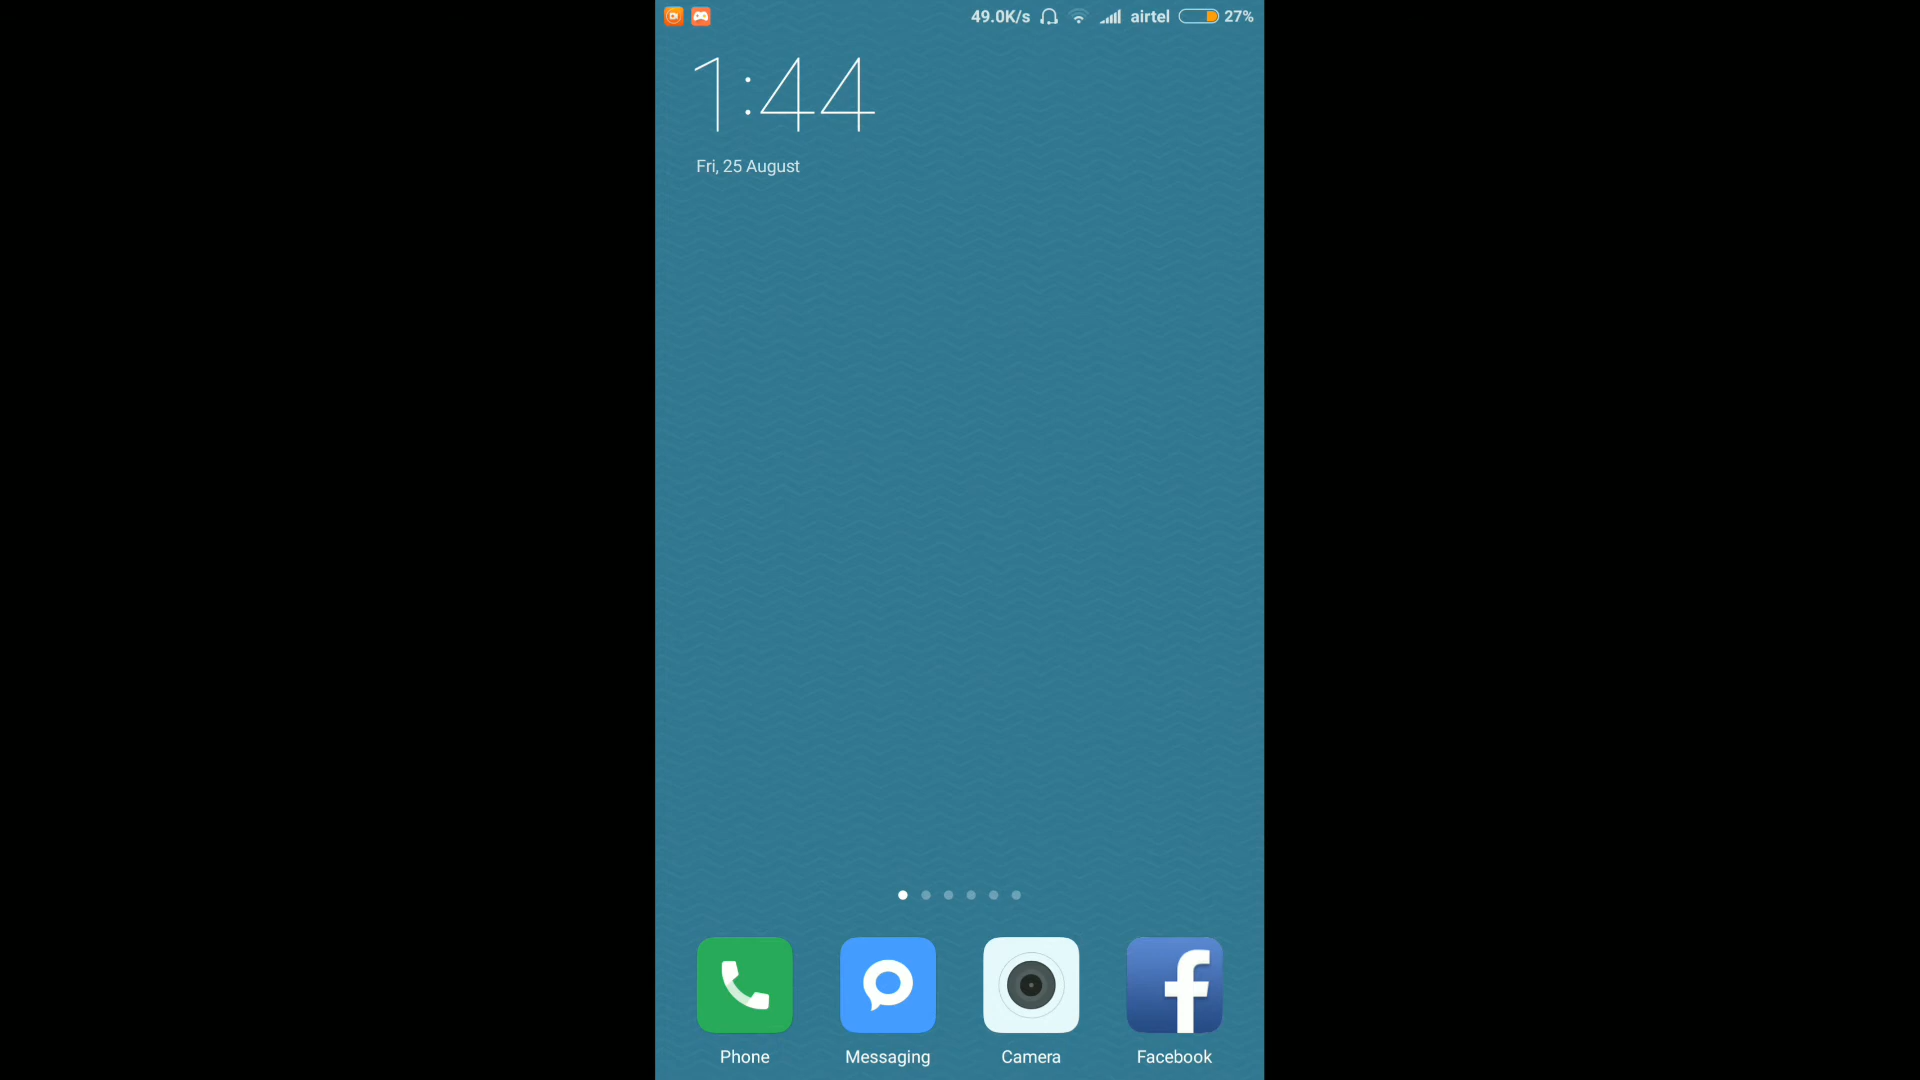 49.0K/s airtel 27%
1:44
Fri, 25 August
Phone Messaging Camera Facebook